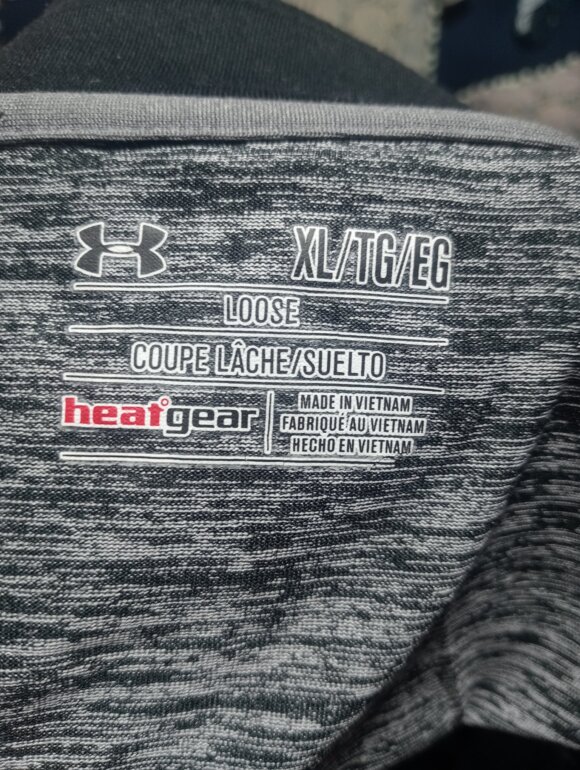 XL/TG/EG
LOOSE
COUPE LÂCHE/SUELTO
heatgear
MADE IN VIETNAM
FABRIQUÉ AU VIETNAM
HECHO EN VIETNAM